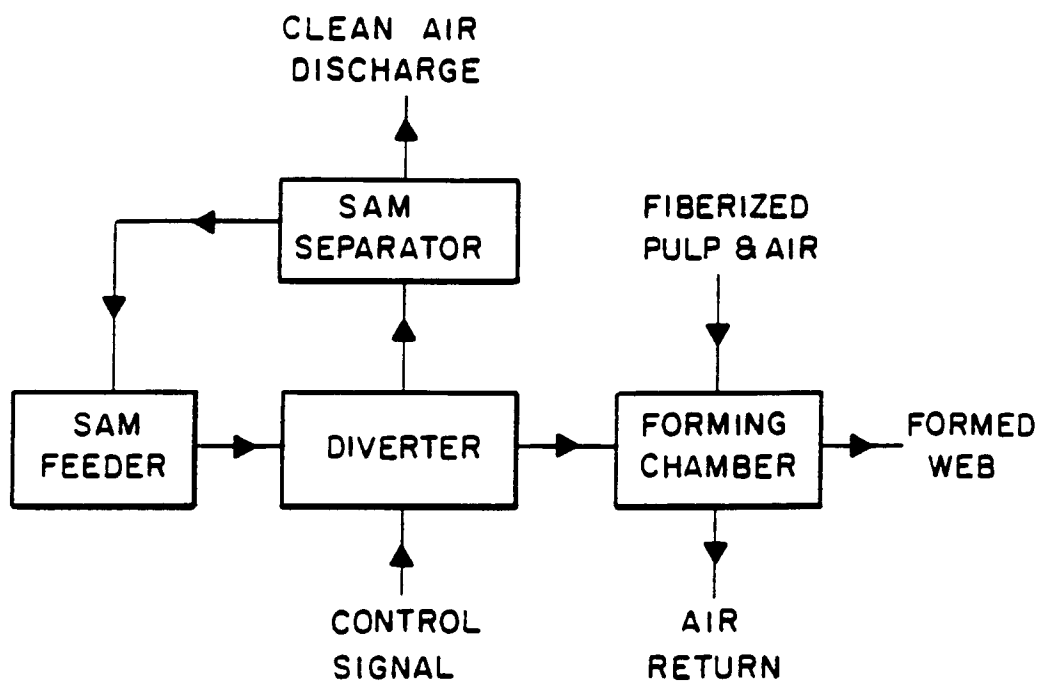 CLEAN AIR
DISCHARGE
SAM
SEPARATOR
FIBERIZED
PULP & AIR
SAM
FEEDER
DIVERTER
FORMING
CHAMBER
FORMED
WEB
CONTROL
SIGNAL
AIR
RETURN